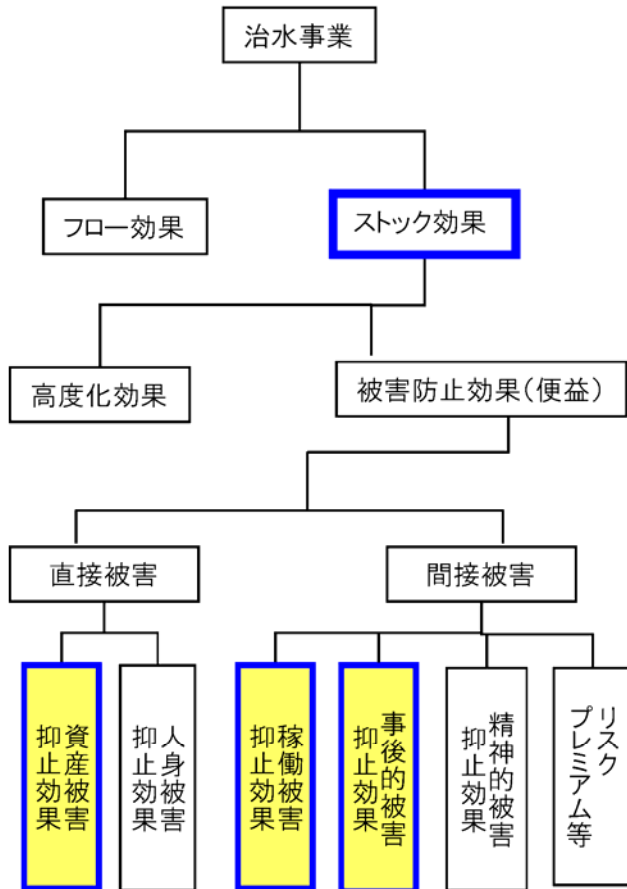 治水事業
フロー効果
ストック効果
高度化効果
被害防止効果(便益)
直接被害
間接被害
資産被害
抑止効果
人身被害
抑止効果
稼働被害
抑止効果
事後的被害
抑止効果
精神的被害
抑止効果
リスク
プレミアム等